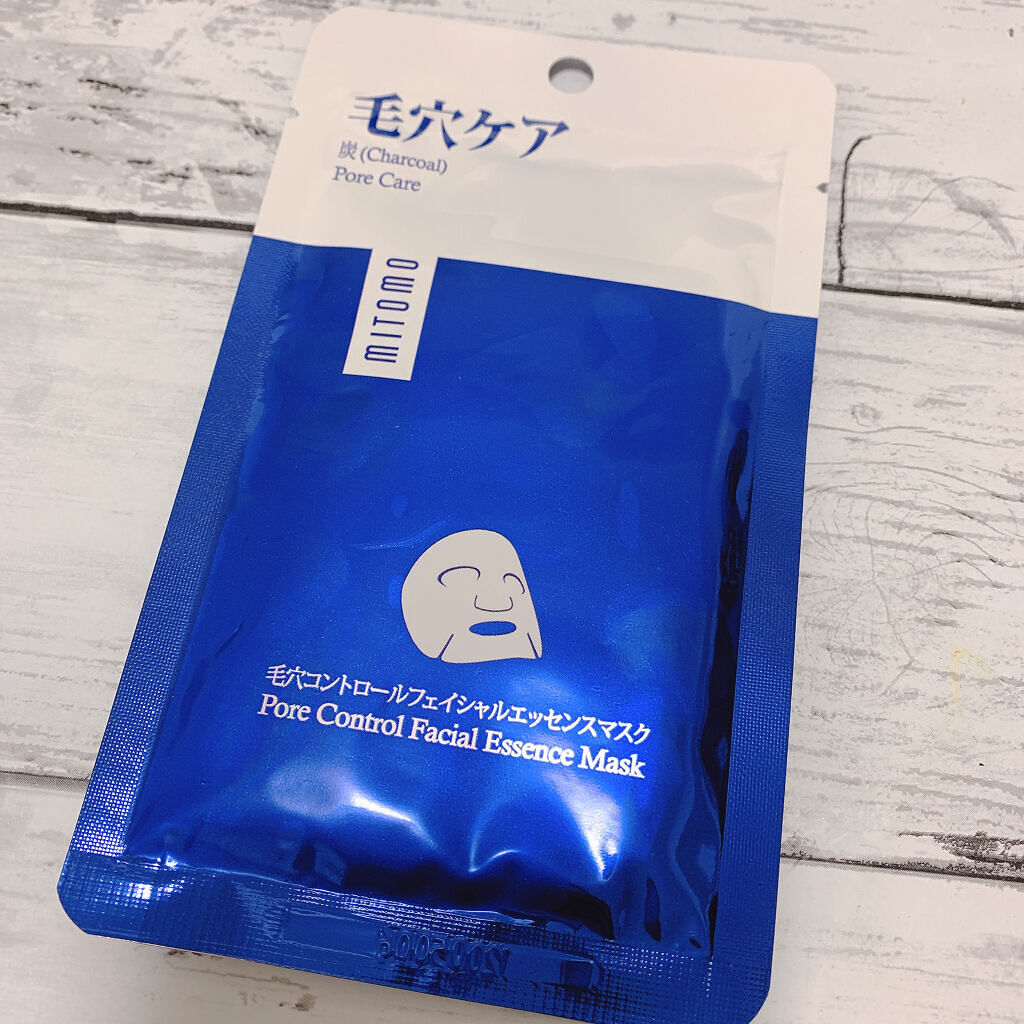 毛穴ケア
炭(Charcoal)
Pore Care
MITOMO
毛穴コントロールフェイシャルエッセンスマスク
Pore Control Facial Essence Mask